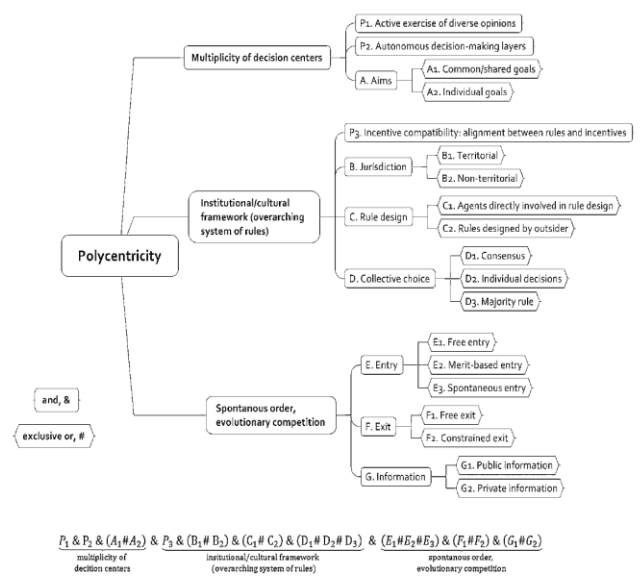 P1. Active exercise of diverse opinions
P2. Autonomous decision-making layers
Multiplicity of decision centers
A. Aims
A1. Common/shared goals
A2. Individual goals
P3. Incentive compatibility: alignment between rules and incentives
B. Jurisdiction
B1. Territorial
B2. Non-territorial
Institutional/cultural
framework (overarching
system of rules)
C. Rule design
C1. Agents directly involved in rule design
C2. Rules designed by outsider
Polycentricity
D. Collective choice
D1. Consensus
D2. Individual decisions
D3. Majority rule
E. Entry
E1. Free entry
E2. Merit-based entry
E3. Spontaneous entry
Spontanous order,
evolutionary competition
F. Exit
F1. Free exit
F2. Constrained exit
G. Information
G1. Public information
G2. Private information
and, &
exclusive or, #
P1 & P2 & (A1#A2) & P3 & (B1# B2) & (C1# C2) & (D1# D2# D3) & (E1#E2#E3) & (F1#F2) & (G1#G2)
multiplicity of
decition centers
institutional/cultural framework
(overarching system of rules)
spontaneous order,
evolutionary competition